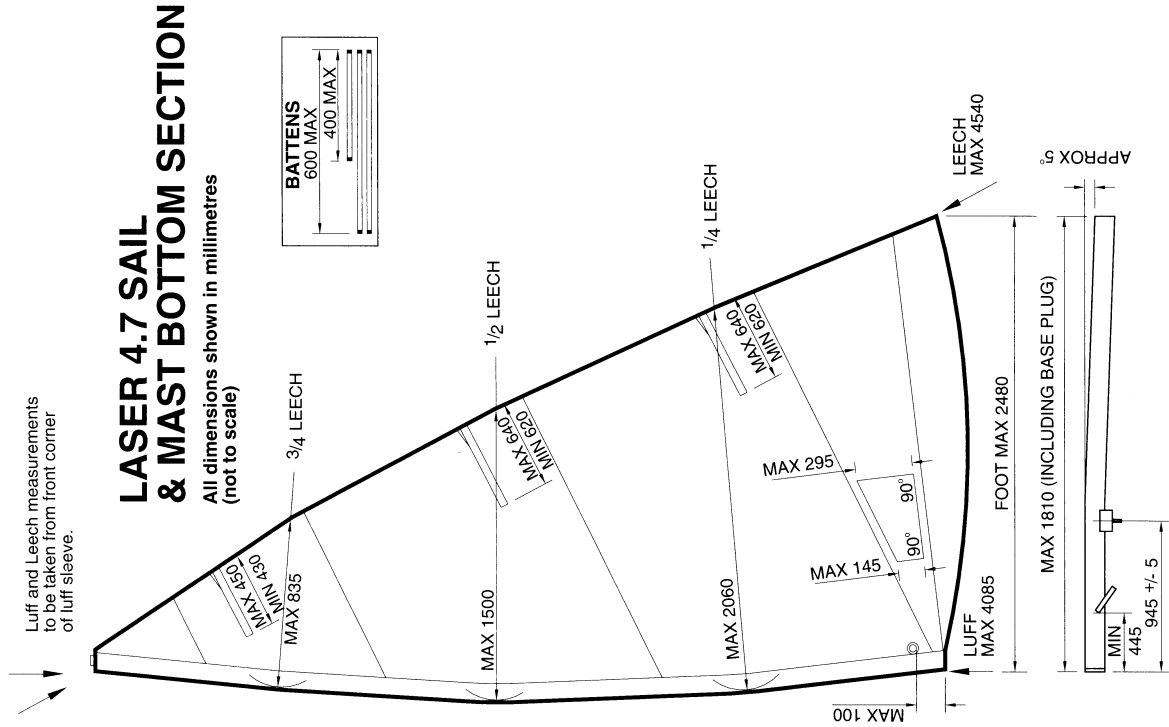 LASER 4.7 SAIL
& MAST BOTTOM SECTION
All dimensions shown in millimetres
(not to scale)
Luff and Leech measurements
to be taken from front corner
of luff sleeve.
BATTENS
600 MAX
400 MAX
3/4 LEECH
1/2 LEECH
1/4 LEECH
LEECH
MAX 4540
MAX 450
MIN 430
MAX 835
MAX 640
MIN 620
MAX 1500
MAX 640
MIN 620
MAX 2060
MAX 295
90°
90°
MAX 145
LUFF
MAX 4085
MAX 100
FOOT MAX 2480
MAX 1810 (INCLUDING BASE PLUG)
APPROX 5°
MIN
445
945 +/- 5